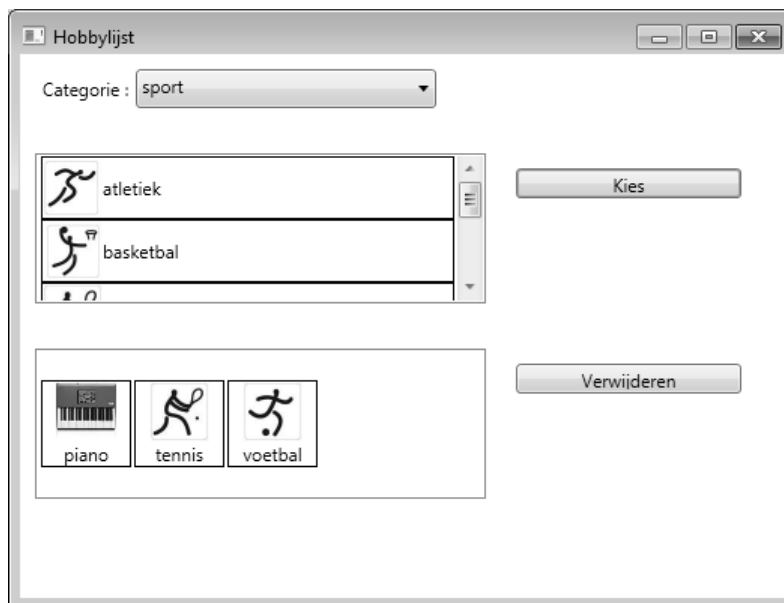 Hobbylijst
Categorie : sport
atletiek
Kies
basketbal
Verwijderen
piano tennis voetbal